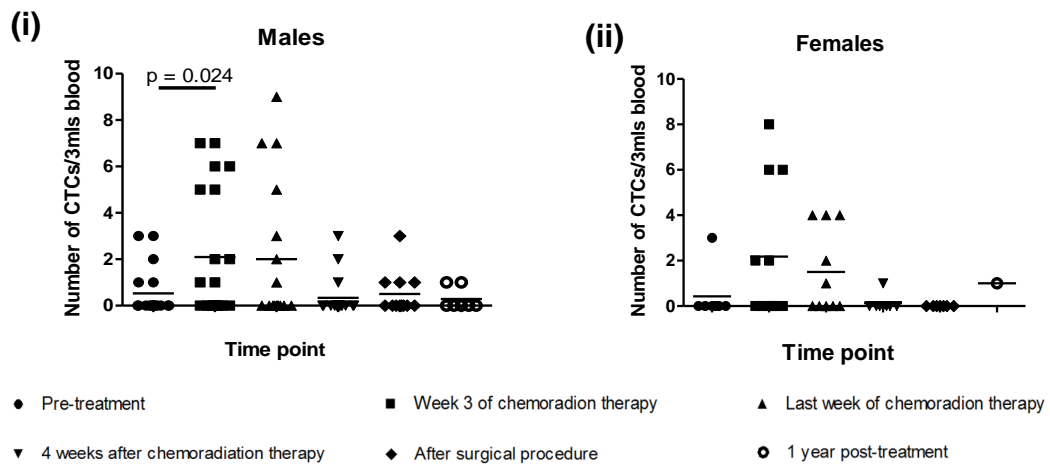 (i)
Males
p = 0.024
Number of CTCs/3mls blood
10
8
6
4
2
0
Time point
(ii)
Females
Number of CTCs/3mls blood
10
8
6
4
2
0
Time point
Pre-treatment
Week 3 of chemoradion therapy
Last week of chemoradion therapy
4 weeks after chemoradiation therapy
After surgical procedure
1 year post-treatment